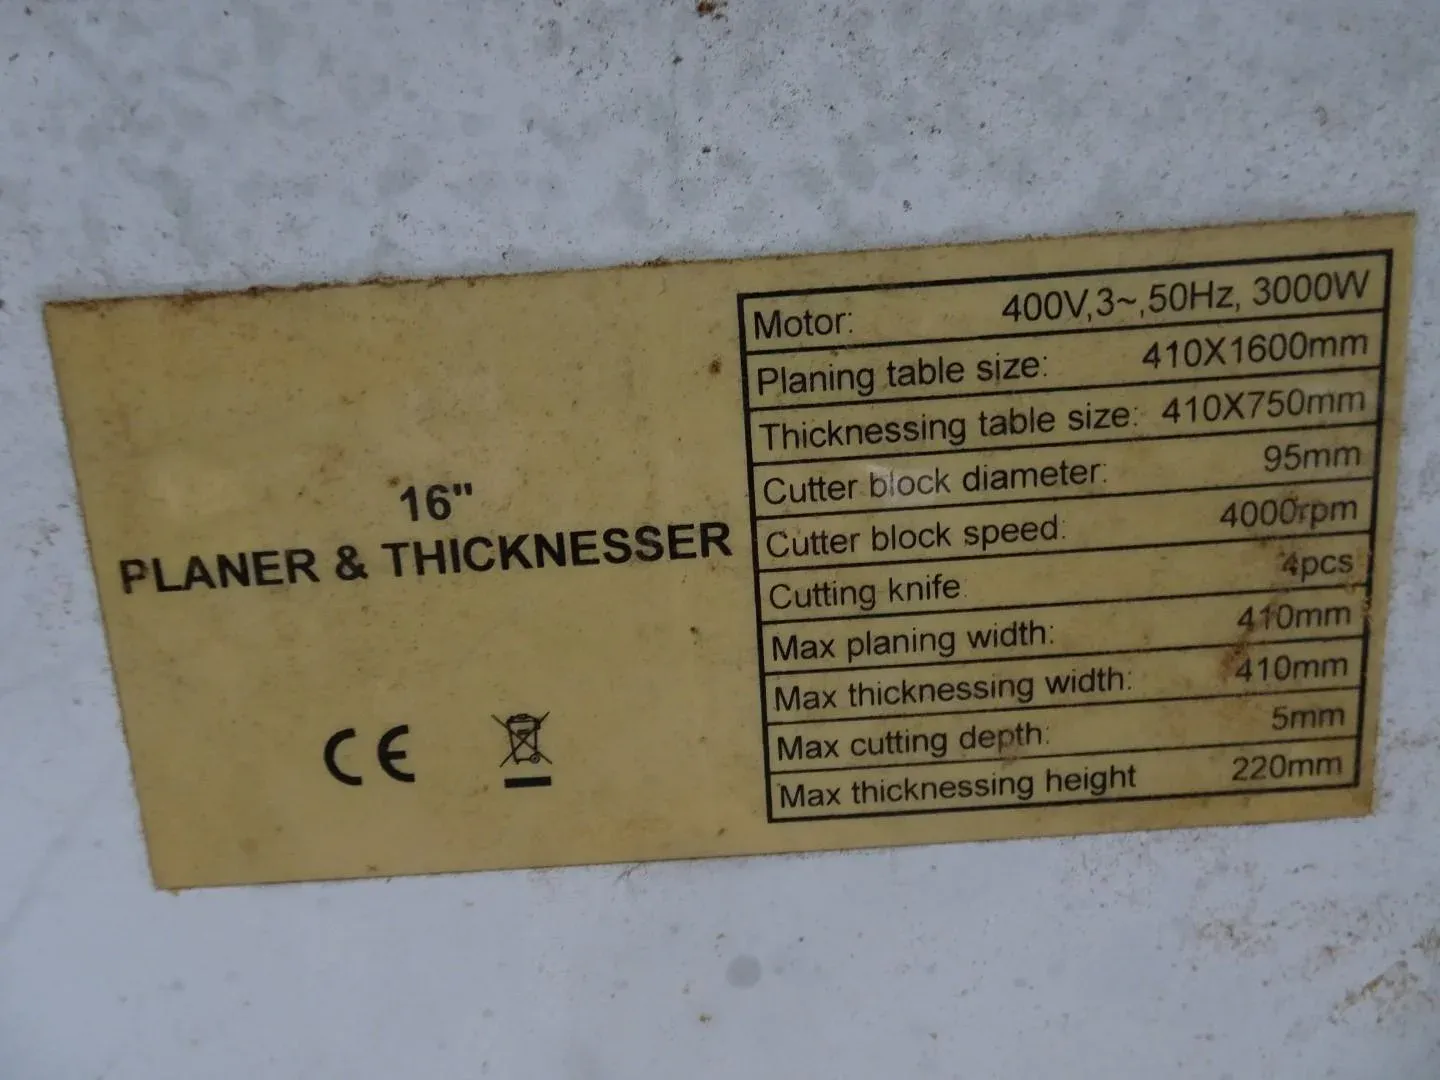 16"
PLANER & THICKNESSER
CE
Motor: 400V,3~,50Hz, 3000W
Planing table size: 410X1600mm
Thicknessing table size: 410X750mm
Cutter block diameter: 95mm
Cutter block speed: 4000rpm
Cutting knife 4pcs
Max planing width: 410mm
Max thicknessing width: 410mm
Max cutting depth: 5mm
Max thicknessing height 220mm